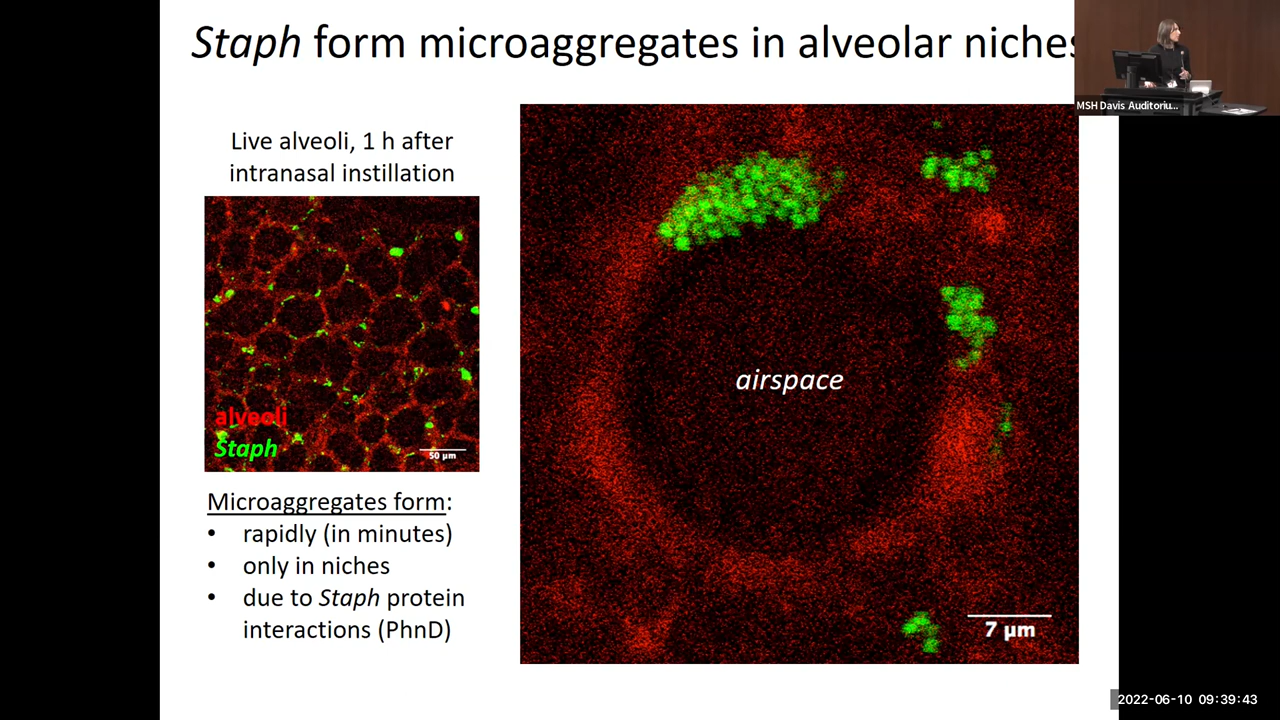 Staph form microaggregates in alveolar niches
MSH Davis Auditoriu...
Live alveoli, 1 h after
intranasal instillation
alveoli
Staph
50 µm
airspace
7 µm
Microaggregates form:
• rapidly (in minutes)
• only in niches
• due to Staph protein
interactions (PhnD)
2022-06-10 09:39:43